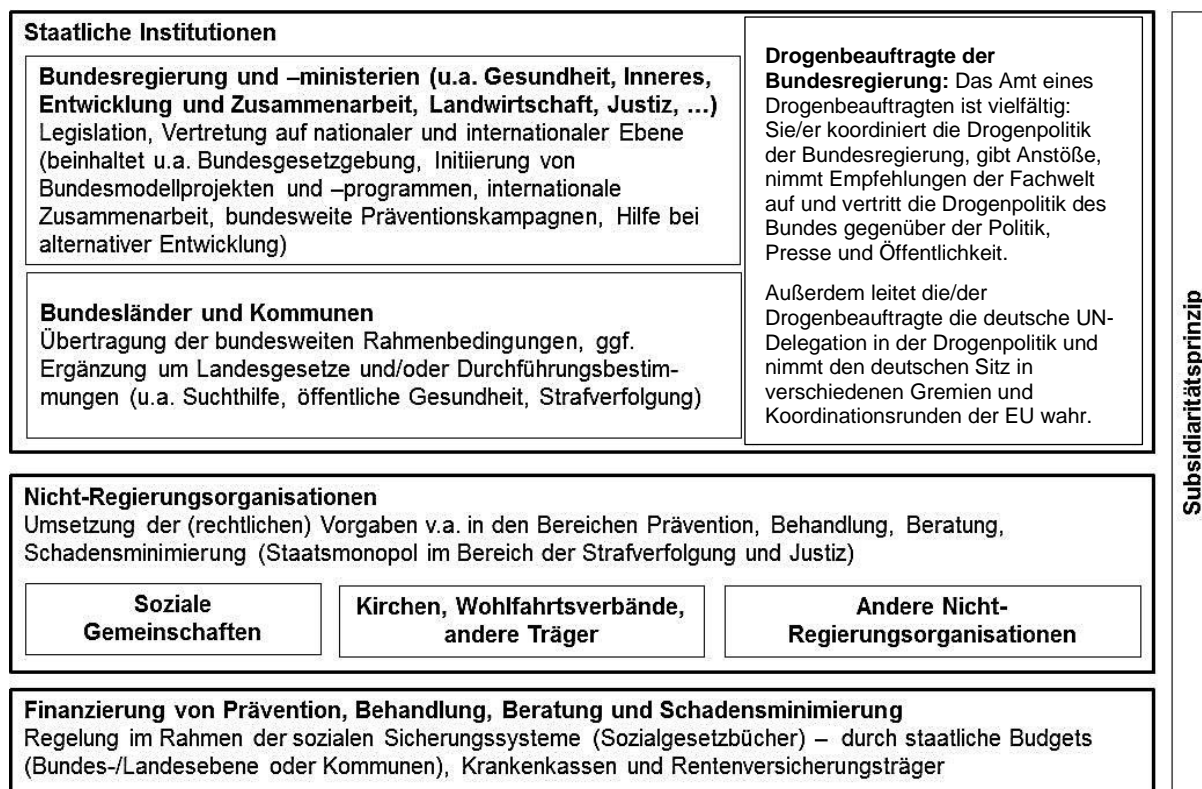 Staatliche Institutionen
Bundesregierung und –ministerien (u.a. Gesundheit, Inneres,
Entwicklung und Zusammenarbeit, Landwirtschaft, Justiz, …)
Legislation, Vertretung auf nationaler und internationaler Ebene
(beinhaltet u.a. Bundesgesetzgebung, Initiierung von
Bundesmodellprojekten und –programmen, internationale
Zusammenarbeit, bundesweite Präventionskampagnen, Hilfe bei
alternativer Entwicklung)
Bundesländer und Kommunen
Übertragung der bundesweiten Rahmenbedingungen, ggf.
Ergänzung um Landesgesetze und/oder Durchführungsbestim-
mungen (u.a. Suchthilfe, öffentliche Gesundheit, Strafverfolgung)
Drogenbeauftragte der
Bundesregierung: Das Amt eines
Drogenbeauftragten ist vielfältig:
Sie/er koordiniert die Drogenpolitik
der Bundesregierung, gibt Anstöße,
nimmt Empfehlungen der Fachwelt
auf und vertritt die Drogenpolitik des
Bundes gegenüber der Politik,
Presse und Öffentlichkeit.
Außerdem leitet die/der
Drogenbeauftragte die deutsche UN-
Delegation in der Drogenpolitik und
nimmt den deutschen Sitz in
verschiedenen Gremien und
Koordinationsrunden der EU wahr.
Nicht-Regierungsorganisationen
Umsetzung der (rechtlichen) Vorgaben v.a. in den Bereichen Prävention, Behandlung, Beratung,
Schadensminimierung (Staatsmonopol im Bereich der Strafverfolgung und Justiz)
Soziale
Gemeinschaften
Kirchen, Wohlfahrtsverbände,
andere Träger
Andere Nicht-
Regierungsorganisationen
Finanzierung von Prävention, Behandlung, Beratung und Schadensminimierung
Regelung im Rahmen der sozialen Sicherungssysteme (Sozialgesetzbücher) – durch staatliche Budgets
(Bundes-/Landesebene oder Kommunen), Krankenkassen und Rentenversicherungsträger
Subsidiaritätsprinzip